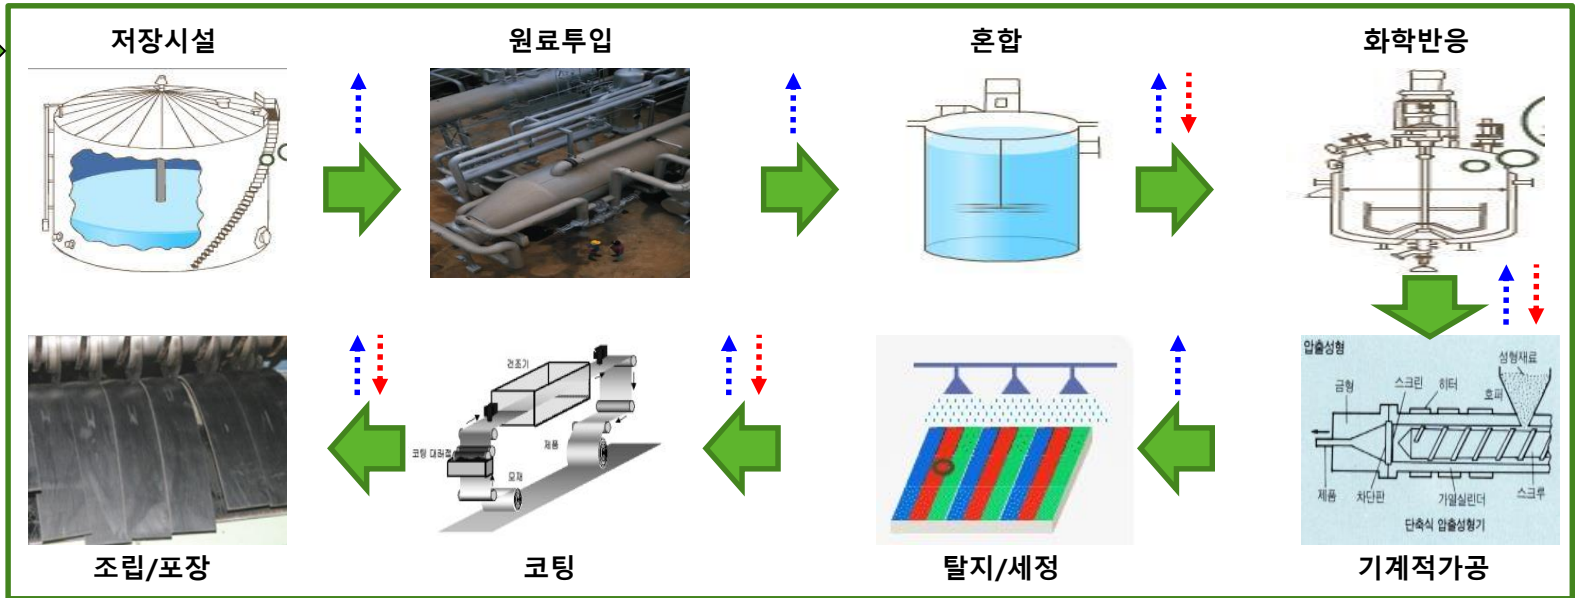 저장시설
원료투입
혼합
화학반응
건조기
코팅 대러점
제품
모재
압출성형
성형재료
금형
스크린
히터
호퍼
제품
차단판
가열실린더
스크루
단축식 압출성형기
조립/포장
코팅
탈지/세정
기계적가공